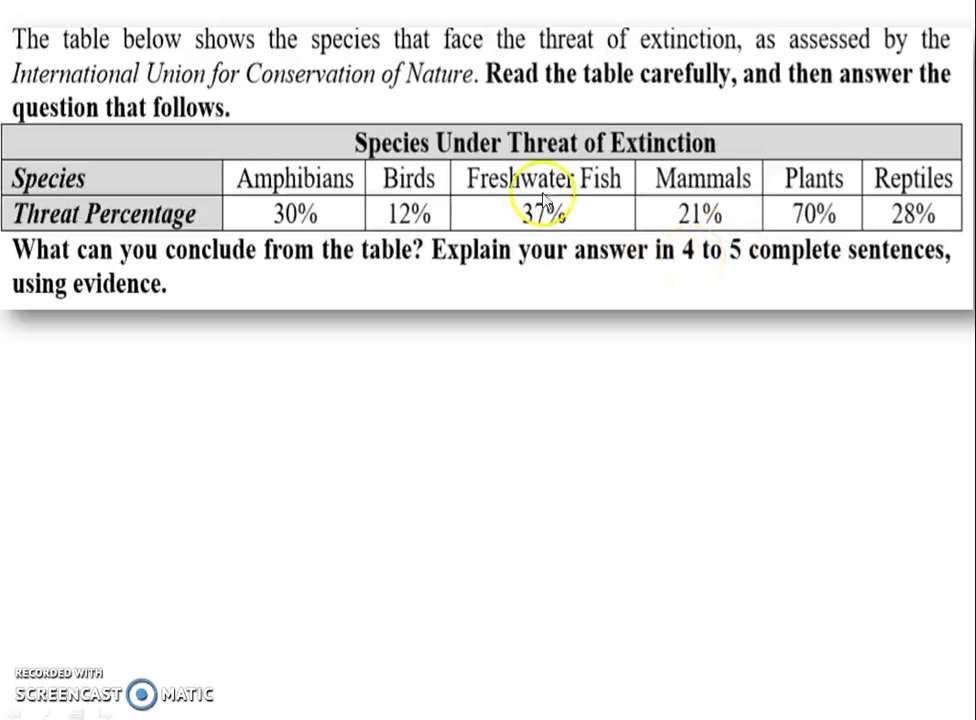 The table below shows the species that face the threat of extinction, as assessed by the
International Union for Conservation of Nature. Read the table carefully, and then answer the
question that follows.
Species Under Threat of Extinction
Species Amphibians Birds Freshwater Fish Mammals Plants Reptiles
Threat Percentage 30% 12% 37% 21% 70% 28%
What can you conclude from the table? Explain your answer in 4 to 5 complete sentences,
using evidence.
RECORDED WITH
SCREENCAST MATIC